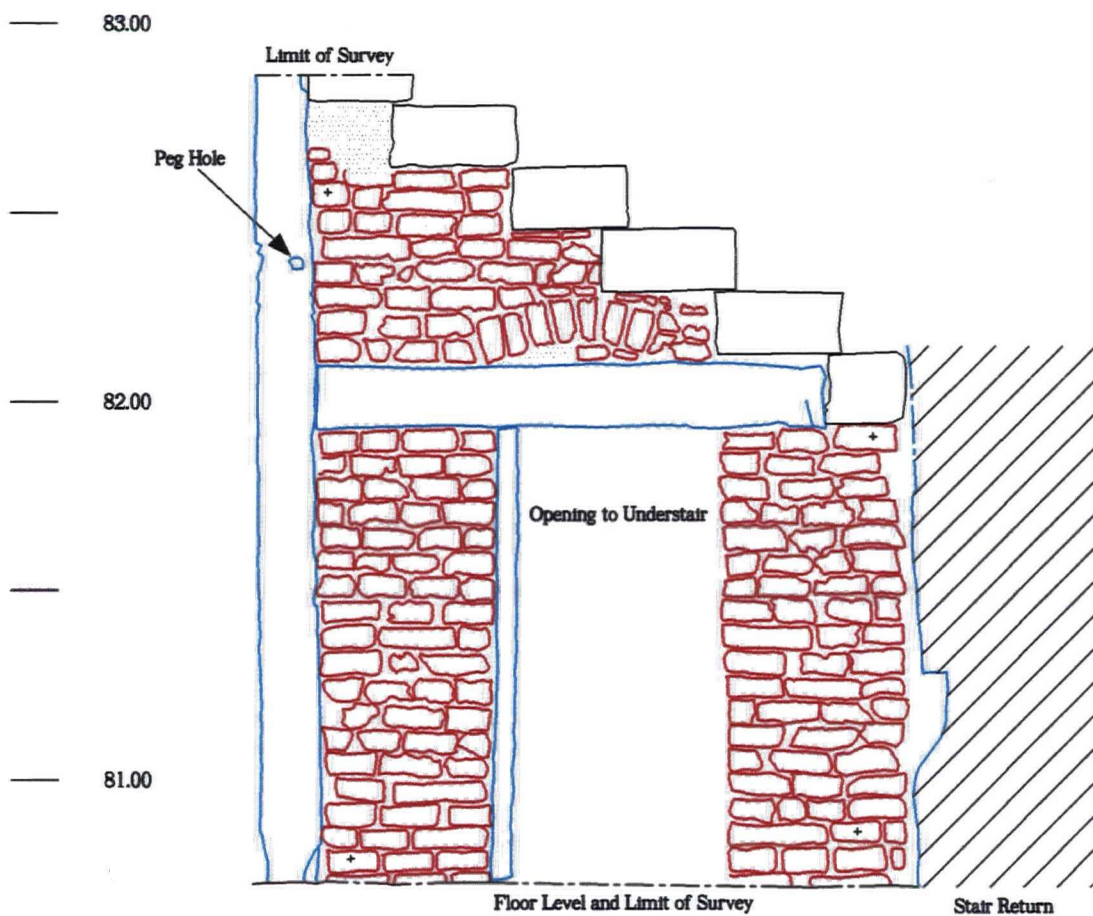 83.00
Limit of Survey
Peg Hole
82.00
Opening to Understair
81.00
Floor Level and Limit of Survey
Stair Return